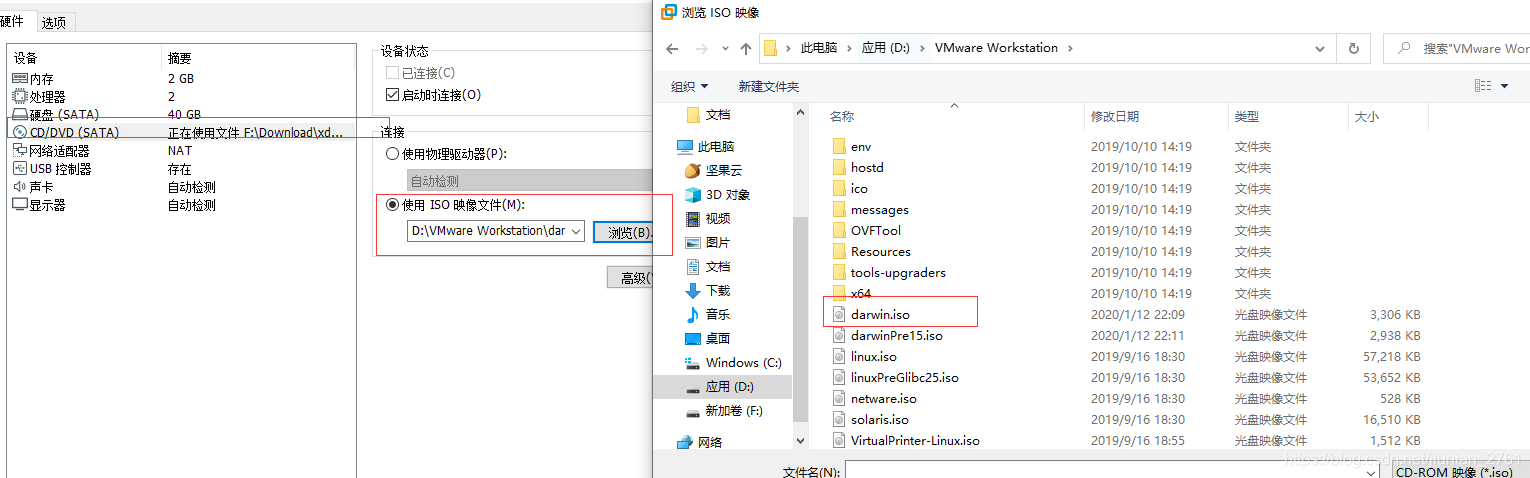 硬件 选项
设备 摘要
内存 2 GB
处理器 2
硬盘 (SATA) 40 GB
CD/DVD (SATA) 正在使用文件 F:\Download\xd...
网络适配器 NAT
USB 控制器 存在
声卡 自动检测
显示器 自动检测
设备状态
已连接(C)
启动时连接(O)
连接
使用物理驱动器(P):
自动检测
使用 ISO 映像文件(M):
D:\VMware Workstation\dar 浏览(B).
高级(
浏览 ISO 映像
此电脑 应用 (D:) VMware Workstation
搜索"VMware Wor
组织 新建文件夹
文档
此电脑
坚果云
3D 对象
视频
图片
文档
下载
音乐
桌面
Windows (C:)
应用 (D:)
新加卷 (F:)
网络
名称 修改日期 类型 大小
env 2019/10/10 14:19 文件夹
hostd 2019/10/10 14:19 文件夹
ico 2019/10/10 14:19 文件夹
messages 2019/10/10 14:19 文件夹
OVFTool 2019/10/10 14:19 文件夹
Resources 2019/10/10 14:19 文件夹
tools-upgraders 2019/10/10 14:19 文件夹
x64 2019/10/10 14:19 文件夹
darwin.iso 2020/1/12 22:09 光盘映像文件 3,306 KB
darwinPre15.iso 2020/1/12 22:11 光盘映像文件 2,938 KB
linux.iso 2019/9/16 18:30 光盘映像文件 57,218 KB
linuxPreGlibc25.iso 2019/9/16 18:30 光盘映像文件 53,652 KB
netware.iso 2019/9/16 18:30 光盘映像文件 528 KB
solaris.iso 2019/9/16 18:30 光盘映像文件 16,510 KB
VirtualPrinter-Linux.iso 2019/9/16 18:55 光盘映像文件 1,512 KB
文件名(N): CD-ROM 映像 (*.iso)